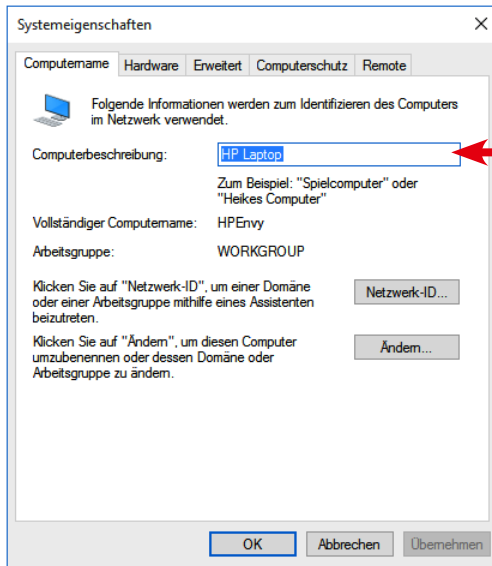 Systemeigenschaften
Computername Hardware Erweitert Computerschutz Remote
Folgende Informationen werden zum Identifizieren des Computers
im Netzwerk verwendet.
Computerbeschreibung: HP Laptop
Zum Beispiel: "Spielcomputer" oder
"Heikes Computer"
Vollständiger Computername: HPEnvy
Arbeitsgruppe: WORKGROUP
Klicken Sie auf "Netzwerk-ID", um einer Domäne
oder einer Arbeitsgruppe mithilfe eines Assistenten
beizutreten.
Netzwerk-ID...
Klicken Sie auf "Ändern", um diesen Computer
umzubenennen oder dessen Domäne oder
Arbeitsgruppe zu ändern.
Ändern...
OK Abbrechen Übernehmen